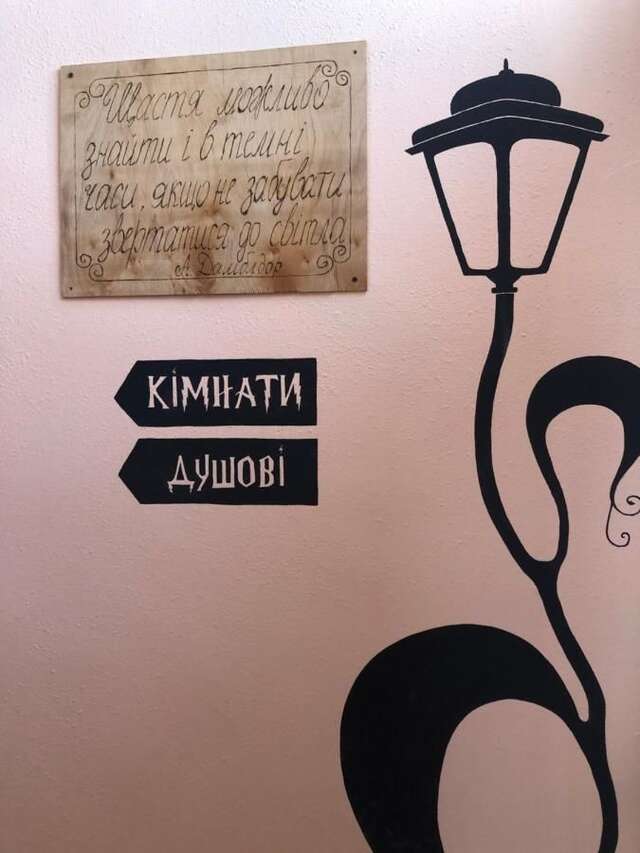 Щастя можливо
знайти і в темні
часи, якщо не забувати
звертатися до світла
А. Дамблдор
КІМНАТИ
ДУШОВІ